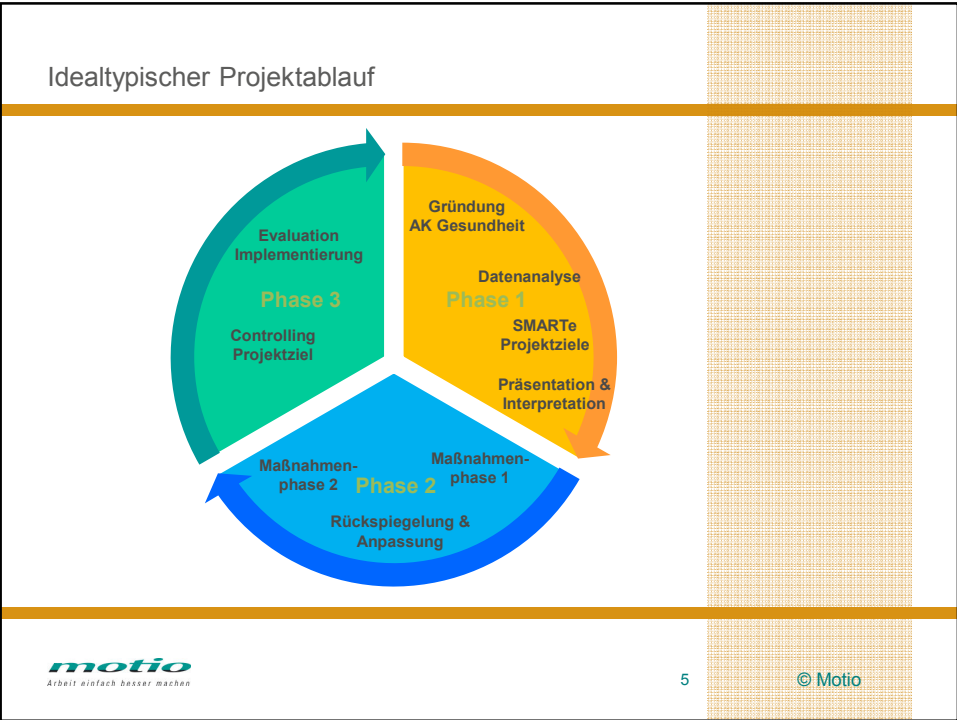 Idealtypischer Projektablauf
Gründung
AK Gesundheit
Datenanalyse
Phase 1
SMARTe
Projektziele
Präsentation &
Interpretation
Maßnahmen-
phase 1
Phase 2
Rückspiegelung &
Anpassung
Maßnahmen-
phase 2
Evaluation
Implementierung
Phase 3
Controlling
Projektziel
motio
Arbeit einfach besser machen
5
© Motio